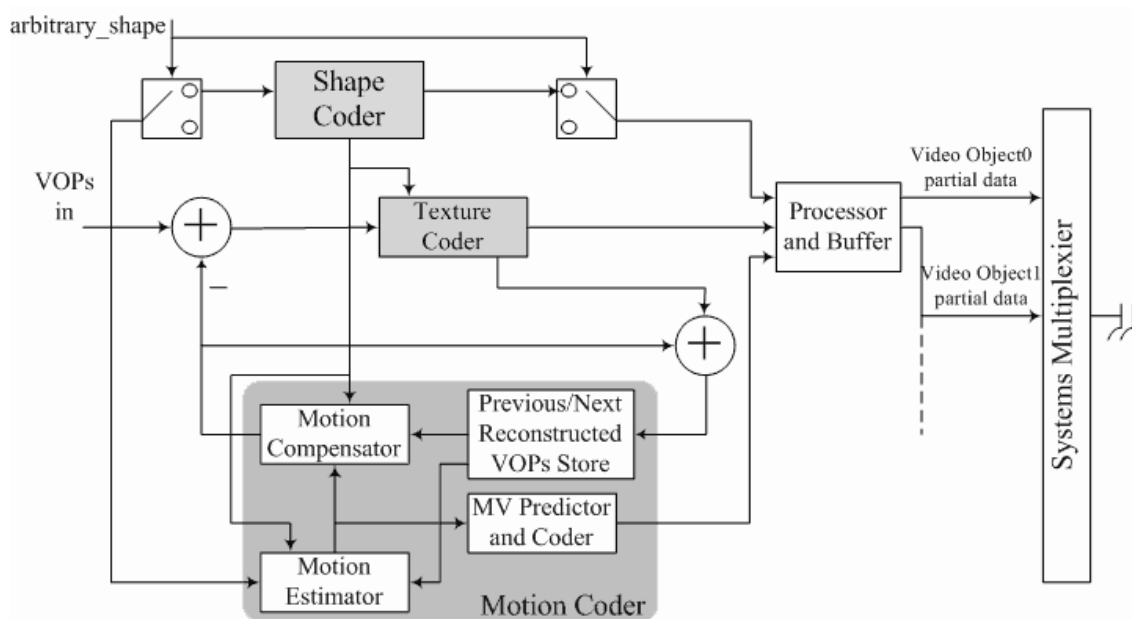 arbitrary_shape
Shape
Coder
VOPs
in
+
Texture
Coder
Processor
and Buffer
Video Object0
partial data
Video Object1
partial data
Systems Multiplexier
−
+
Motion
Compensator
Previous/Next
Reconstructed
VOPs Store
MV Predictor
and Coder
Motion
Estimator
Motion Coder